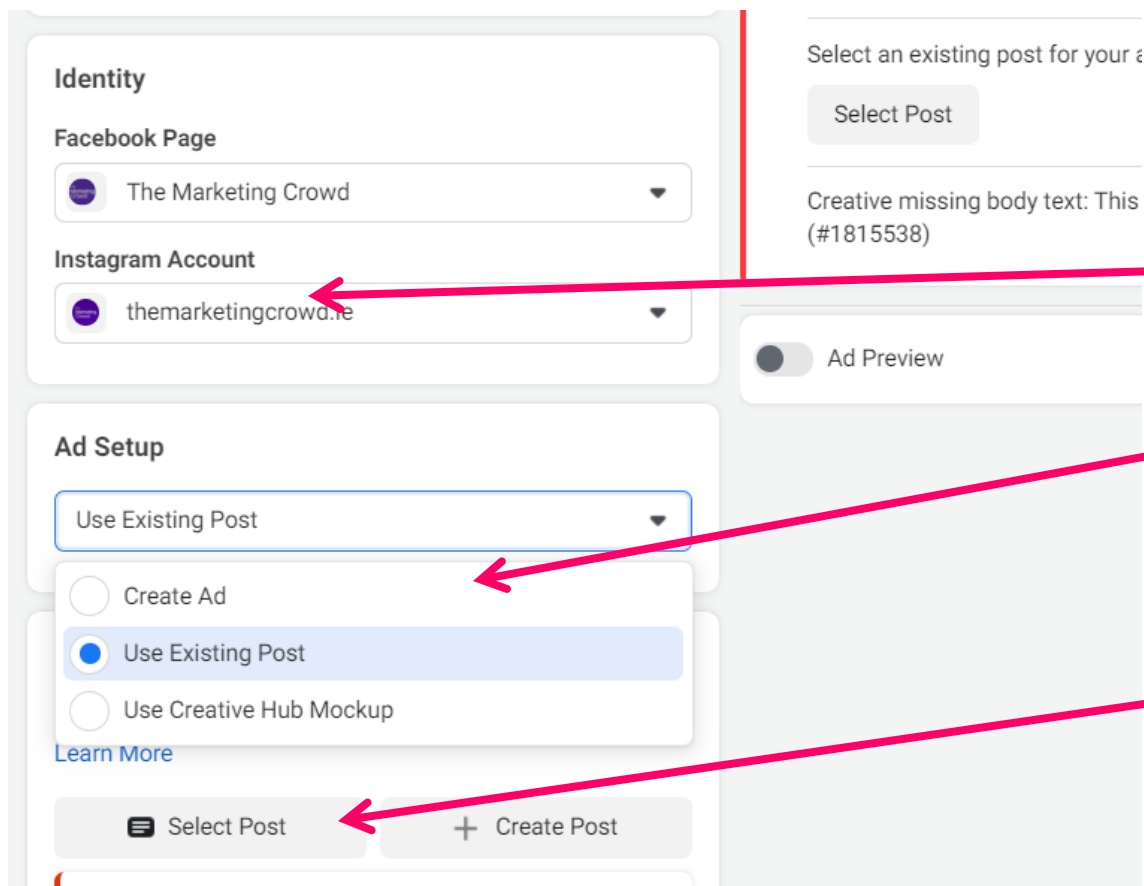 Identity
Facebook Page
The Marketing Crowd
Instagram Account
themarketingcrowd.ie
Ad Setup
Use Existing Post
Create Ad
Use Existing Post
Use Creative Hub Mockup
Learn More
Select Post
Create Post
Select an existing post for your a
Select Post
Creative missing body text: This
(#1815538)
Ad Preview